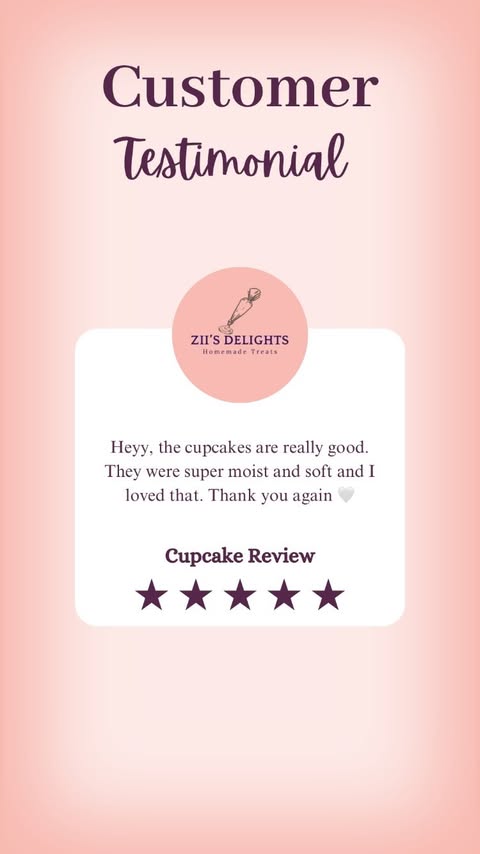 Customer
Testimonial
ZII'S DELIGHTS
Homemade Treats
Heyy, the cupcakes are really good.
They were super moist and soft and I
loved that. Thank you again 🤍
Cupcake Review